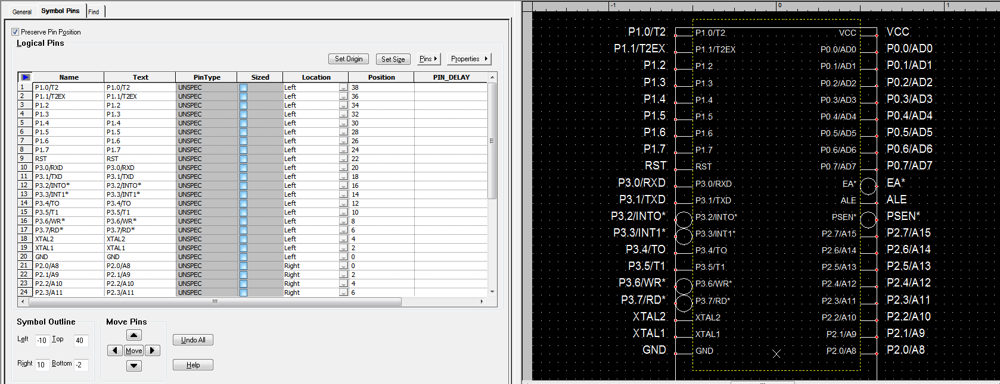 General Symbol Pins Find
Preserve Pin Position
Logical Pins
Set Origin Set Size Pins Properties
Name Text PinType Sized Location Position PIN_DELAY
1 P1.0/T2 P1.0/T2 UNSPEC Left 38
2 P1.1/T2EX P1.1/T2EX UNSPEC Left 36
3 P1.2 P1.2 UNSPEC Left 34
4 P1.3 P1.3 UNSPEC Left 32
5 P1.4 P1.4 UNSPEC Left 30
6 P1.5 P1.5 UNSPEC Left 28
7 P1.6 P1.6 UNSPEC Left 26
8 P1.7 P1.7 UNSPEC Left 24
9 RST RST UNSPEC Left 22
10 P3.0/RXD P3.0/RXD UNSPEC Left 20
11 P3.1/TXD P3.1/TXD UNSPEC Left 18
12 P3.2/INTO* P3.2/INTO* UNSPEC Left 16
13 P3.3/INT1* P3.3/INT1* UNSPEC Left 14
14 P3.4/TO P3.4/TO UNSPEC Left 12
15 P3.5/T1 P3.5/T1 UNSPEC Left 10
16 P3.6/WR* P3.6/WR* UNSPEC Left 8
17 P3.7/RD* P3.7/RD* UNSPEC Left 6
18 XTAL2 XTAL2 UNSPEC Left 4
19 XTAL1 XTAL1 UNSPEC Left 2
20 GND GND UNSPEC Left 0
21 P2.0/A8 P2.0/A8 UNSPEC Right 0
22 P2.1/A9 P2.1/A9 UNSPEC Right 2
23 P2.2/A10 P2.2/A10 UNSPEC Right 4
24 P2.3/A11 P2.3/A11 UNSPEC Right 6
Symbol Outline
Left -10 Top 40
Right 10 Bottom -2
Move Pins
Move
Undo All
Help
-1 0 1
P1.0/T2 P1.0/T2 VCC VCC
P1.1/T2EX P1.1/T2EX P0.0/AD0 P0.0/AD0
P1.2 P1.2 P0.1/AD1 P0.1/AD1
P1.3 P1.3 P0.2/AD2 P0.2/AD2
P1.4 P1.4 P0.3/AD3 P0.3/AD3
P1.5 P1.5 P0.4/AD4 P0.4/AD4
P1.6 P1.6 P0.5/AD5 P0.5/AD5
P1.7 P1.7 P0.6/AD6 P0.6/AD6
RST RST P0.7/AD7 P0.7/AD7
P3.0/RXD P3.0/RXD EA* EA*
P3.1/TXD P3.1/TXD ALE ALE
P3.2/INTO* P3.2/INTO* PSEN* PSEN*
P3.3/INT1* P3.3/INT1* P2.7/A15 P2.7/A15
P3.4/TO P3.4/TO P2.6/A14 P2.6/A14
P3.5/T1 P3.5/T1 P2.5/A13 P2.5/A13
P3.6/WR* P3.6/WR* P2.4/A12 P2.4/A12
P3.7/RD* P3.7/RD* P2.3/A11 P2.3/A11
XTAL2 XTAL2 P2.2/A10 P2.2/A10
XTAL1 XTAL1 P2.1/A9 P2.1/A9
GND GND P2.0/A8 P2.0/A8